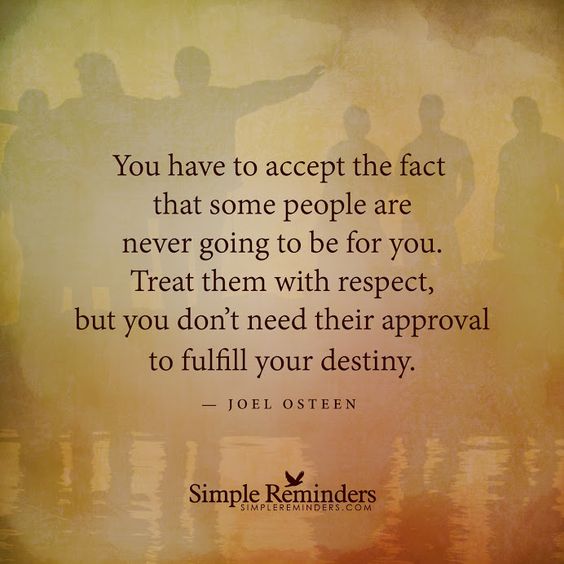 You have to accept the fact
that some people are
never going to be for you.
Treat them with respect,
but you don't need their approval
to fulfill your destiny.
— JOEL OSTEEN
Simple Reminders
SIMPLEREMINDERS.COM